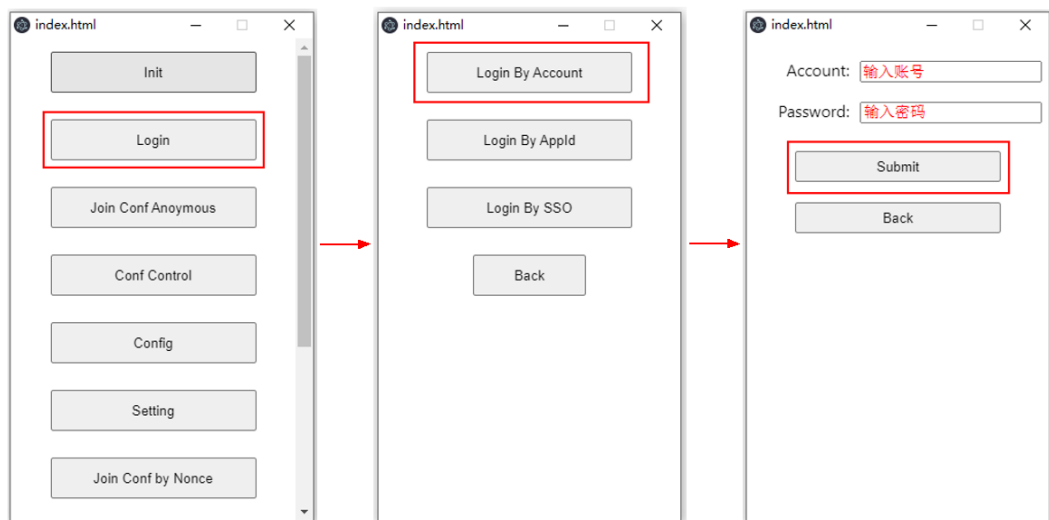 index.html
Init
Login
Join Conf Anoymous
Conf Control
Config
Setting
Join Conf by Nonce
index.html
Login By Account
Login By AppId
Login By SSO
Back
index.html
Account: 输入账号
Password: 输入密码
Submit
Back